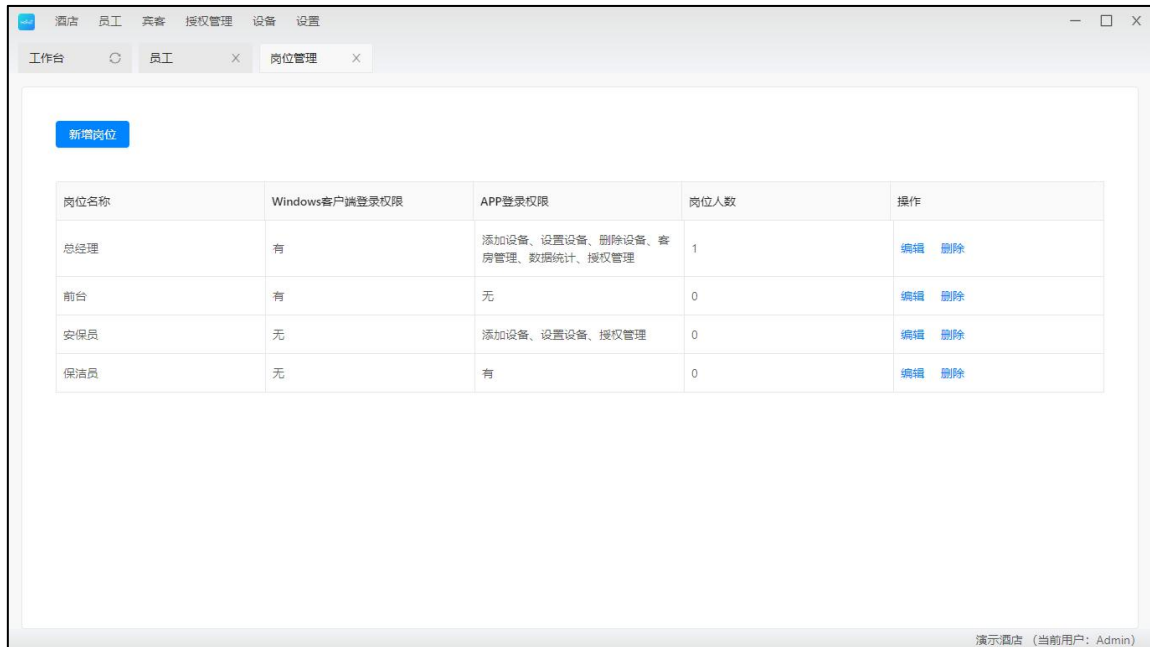 酒店 员工 宾客 授权管理 设备 设置
工作台 员工 岗位管理
新增岗位
岗位名称 Windows客户端登录权限 APP登录权限 岗位人数 操作
总经理 有 添加设备、设置设备、删除设备、客 1 编辑 删除
房管理、数据统计、授权管理
前台 有 无 0 编辑 删除
安保员 无 添加设备、设置设备、授权管理 0 编辑 删除
保洁员 无 有 0 编辑 删除
演示酒店 （当前用户：Admin）